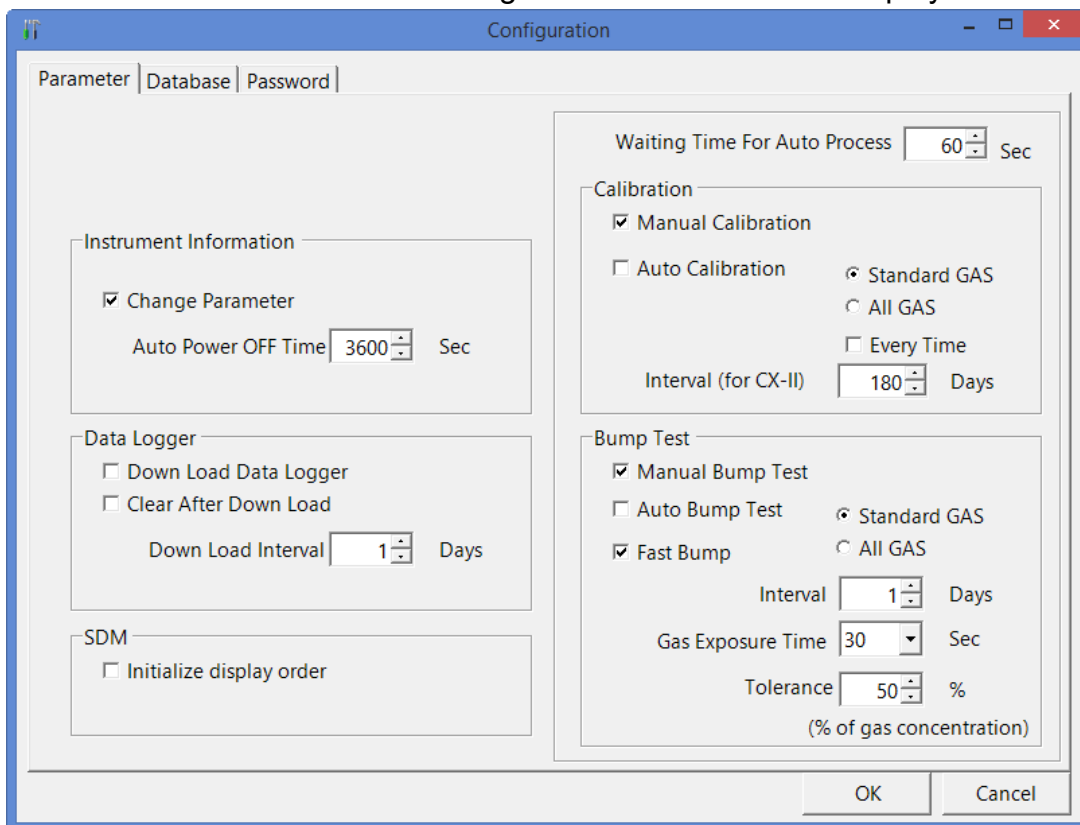 Configuration
Parameter Database Password
Waiting Time For Auto Process 60 Sec
Calibration
Manual Calibration
Auto Calibration
Standard GAS
All GAS
Every Time
Interval (for CX-II) 180 Days
Instrument Information
Change Parameter
Auto Power OFF Time 3600 Sec
Data Logger
Down Load Data Logger
Clear After Down Load
Down Load Interval 1 Days
Bump Test
Manual Bump Test
Auto Bump Test
Standard GAS
Fast Bump
All GAS
Interval 1 Days
Gas Exposure Time 30 Sec
Tolerance 50 %
(% of gas concentration)
SDM
Initialize display order
OK Cancel